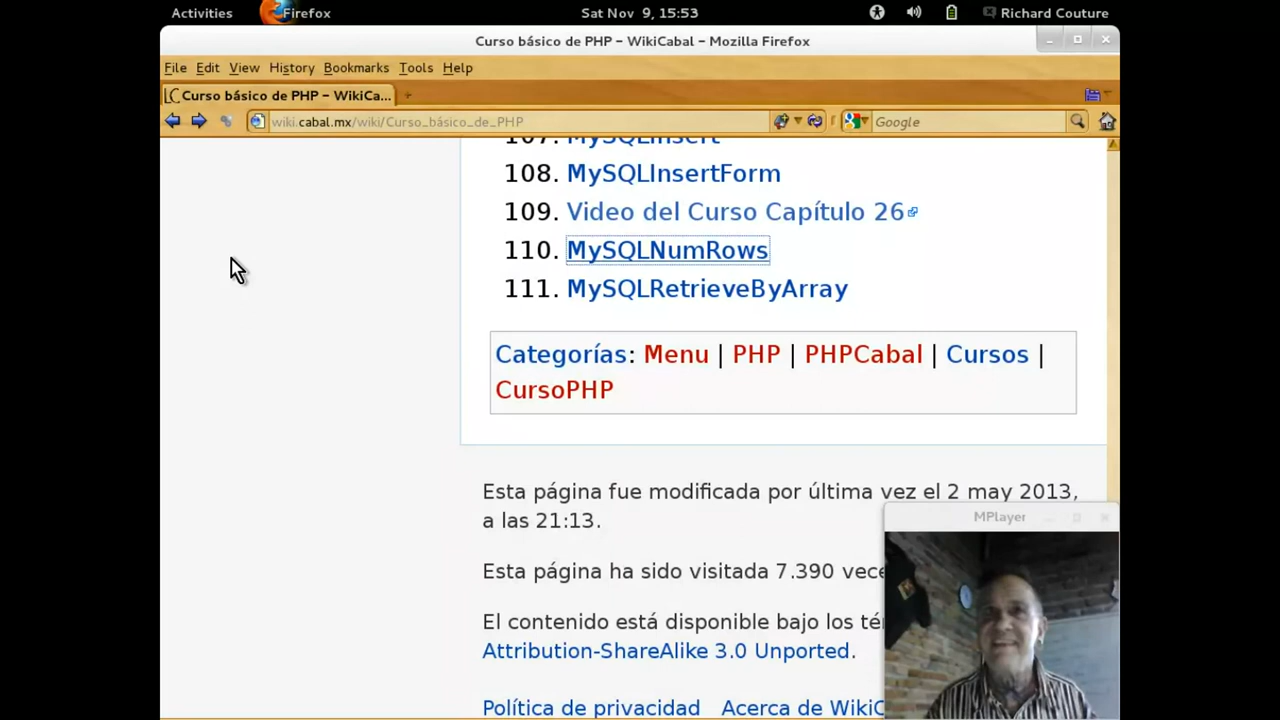 Activities Firefox Sat Nov 9, 15:53 Richard Couture
Curso básico de PHP – WikiCabal – Mozilla Firefox
File Edit View History Bookmarks Tools Help
Curso básico de PHP – WikiCa...
wiki.cabal.mx/wiki/Curso_básico_de_PHP Google
107. MySQLInsert
108. MySQLInsertForm
109. Video del Curso Capítulo 26
110. MySQLNumRows
111. MySQLRetrieveByArray
Categorías: Menu | PHP | PHPCabal | Cursos |
CursoPHP
Esta página fue modificada por última vez el 2 may 2013,
a las 21:13.
MPlayer
Esta página ha sido visitada 7.390 vece
El contenido está disponible bajo los tér
Attribution-ShareAlike 3.0 Unported.
Política de privacidad Acerca de WikiC